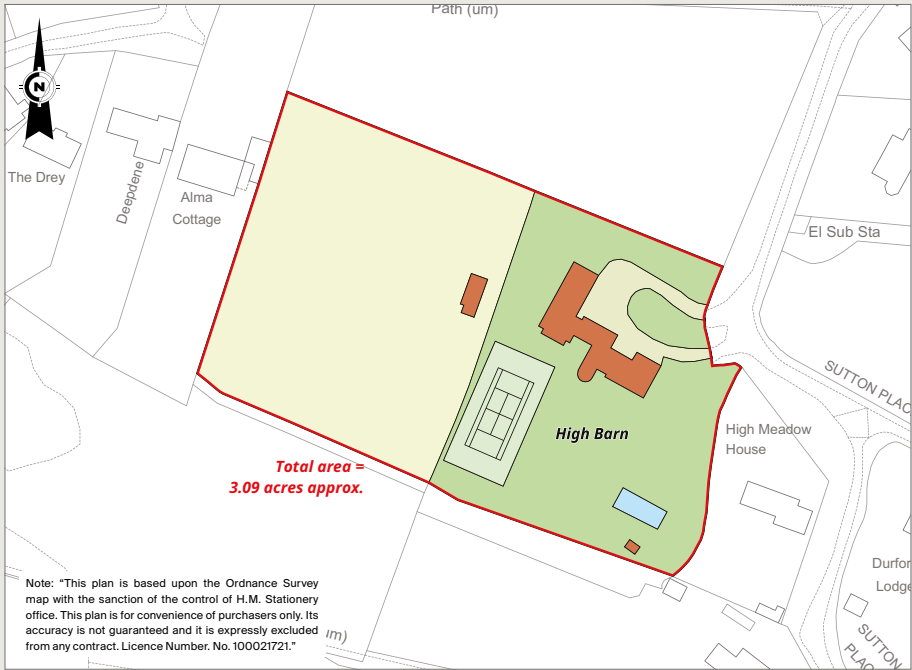 Path (um)
N
The Drey
Deepdene
Alma
Cottage
El Sub Sta
SUTTON PLAC
High Barn
High Meadow
House
Total area =
3.09 acres approx.
Durfor
Lodge
SUTTON
PLAC
um)
Note: “This plan is based upon the Ordnance Survey
map with the sanction of the control of H.M. Stationery
office. This plan is for convenience of purchasers only. Its
accuracy is not guaranteed and it is expressly excluded
from any contract. Licence Number. No. 100021721.”